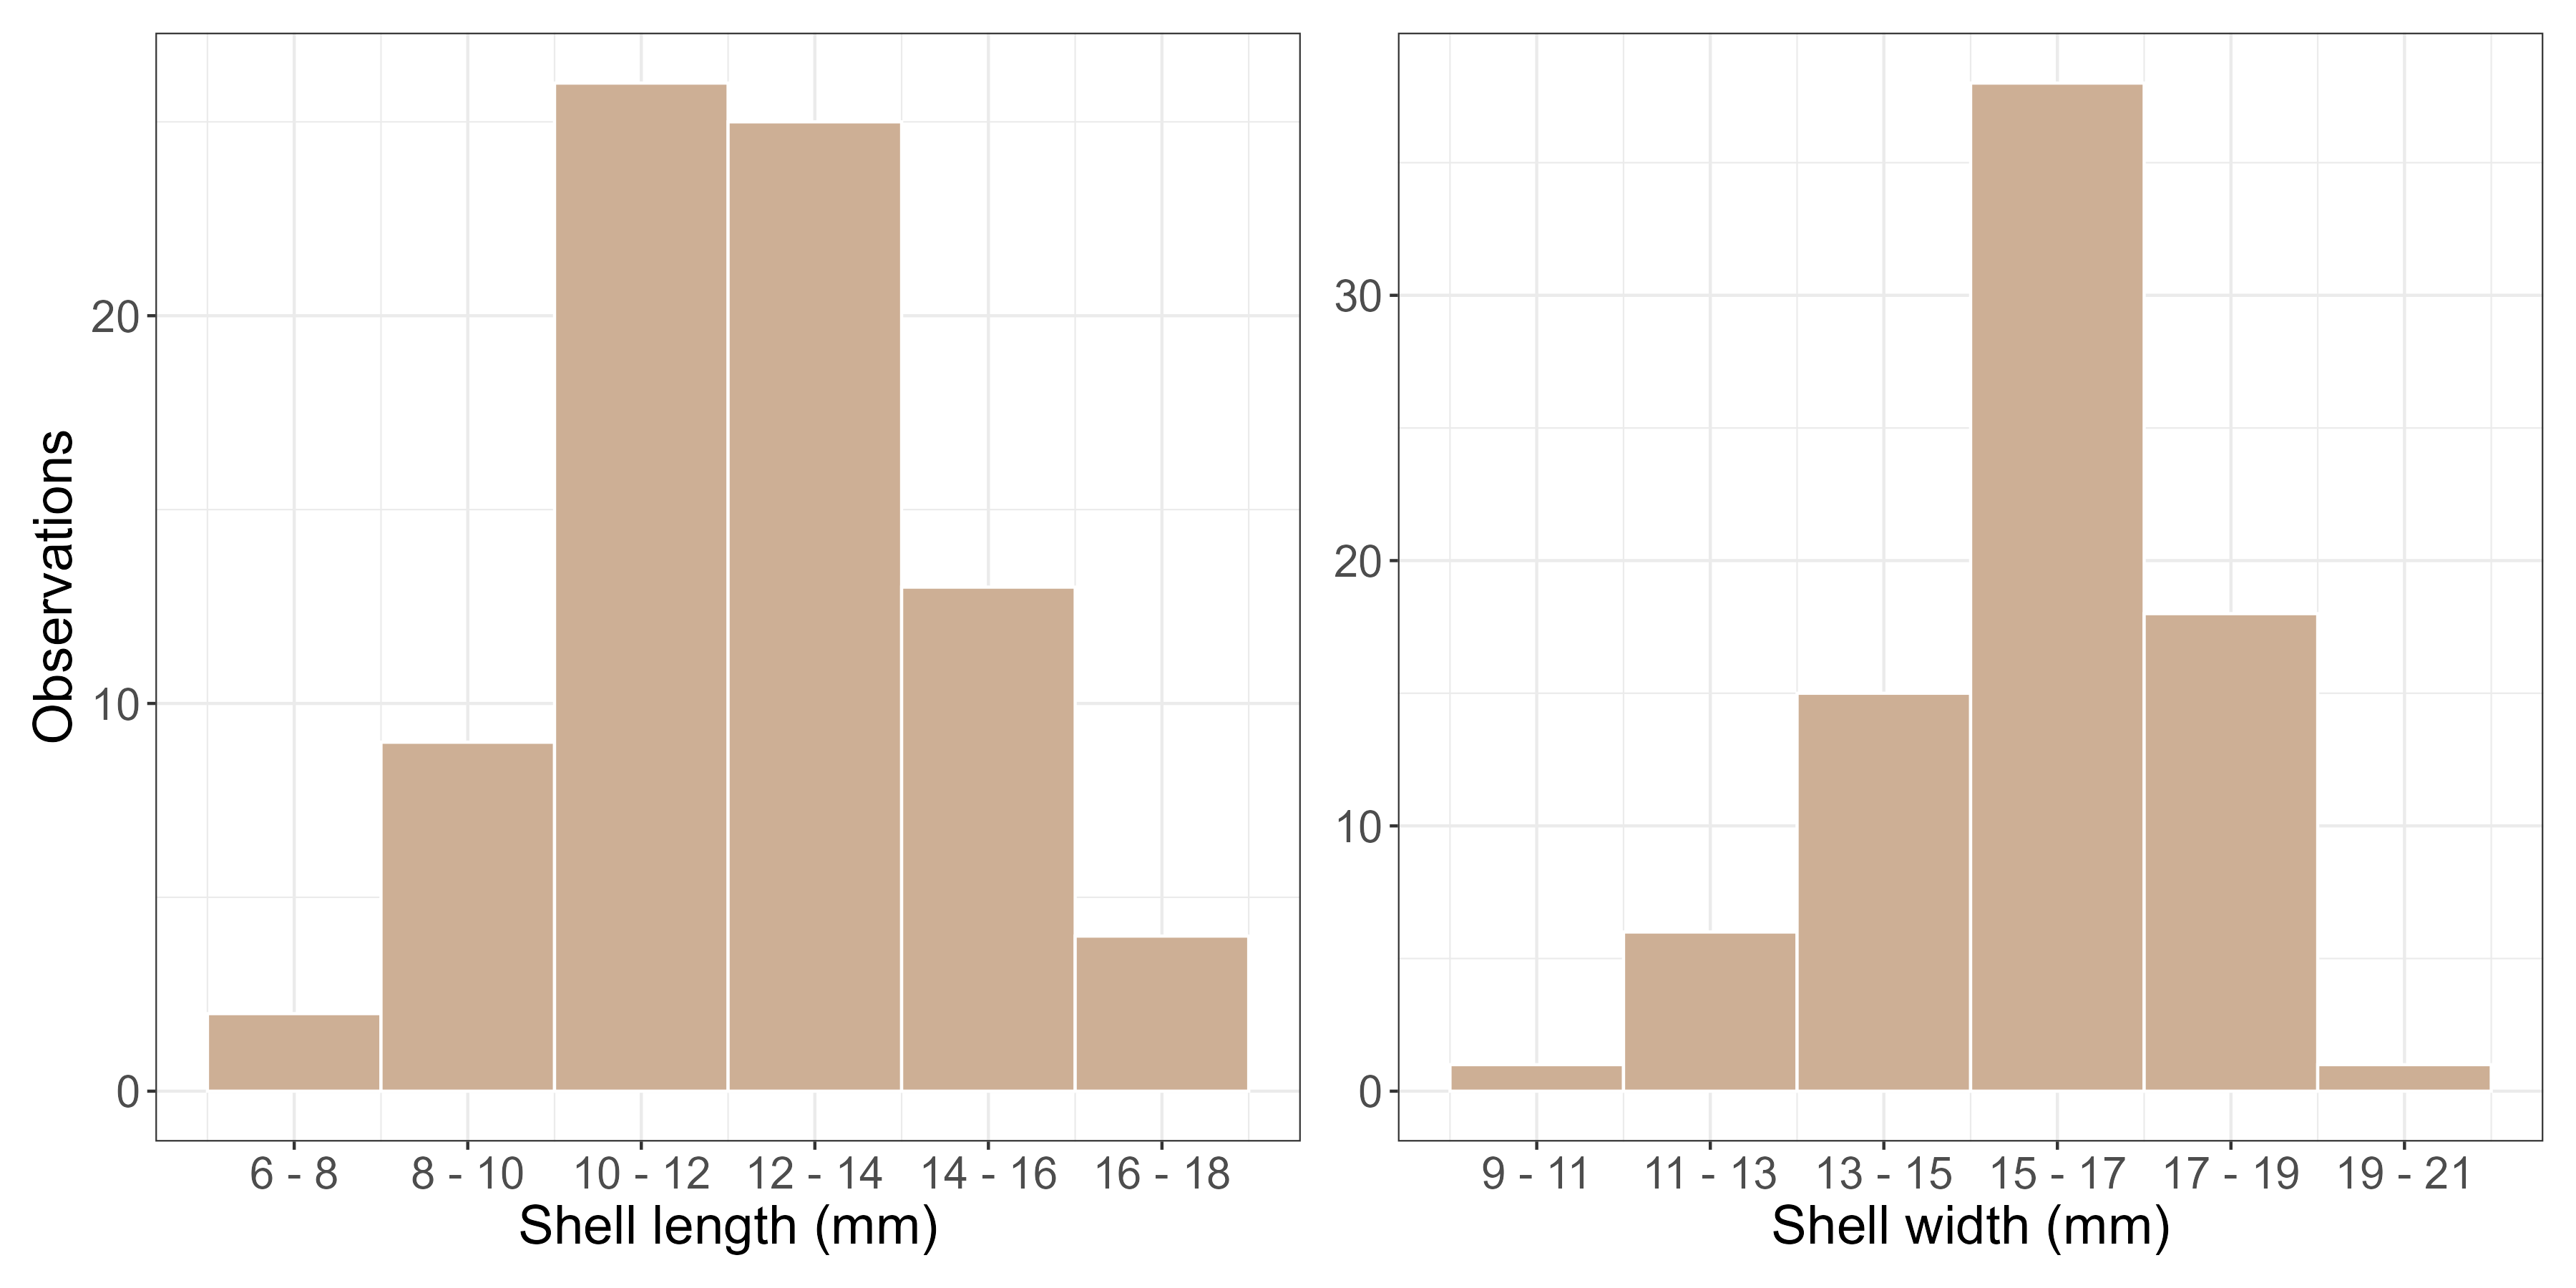 Observations
20
10
0
6 - 8
8 - 10
10 - 12
12 - 14
14 - 16
16 - 18
Shell length (mm)
30
20
10
0
9 - 11
11 - 13
13 - 15
15 - 17
17 - 19
19 - 21
Shell width (mm)